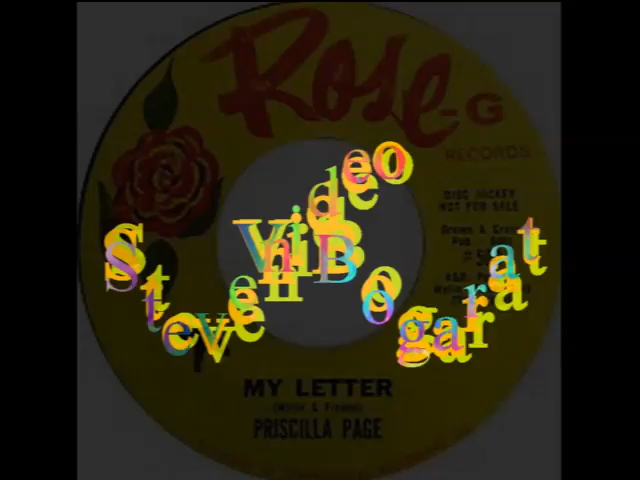 Rose-G
RECORDS
DISC JOCKEY
NOT FOR SALE
Video
Steven Bogarat
MY LETTER
PRISCILLA PAGE